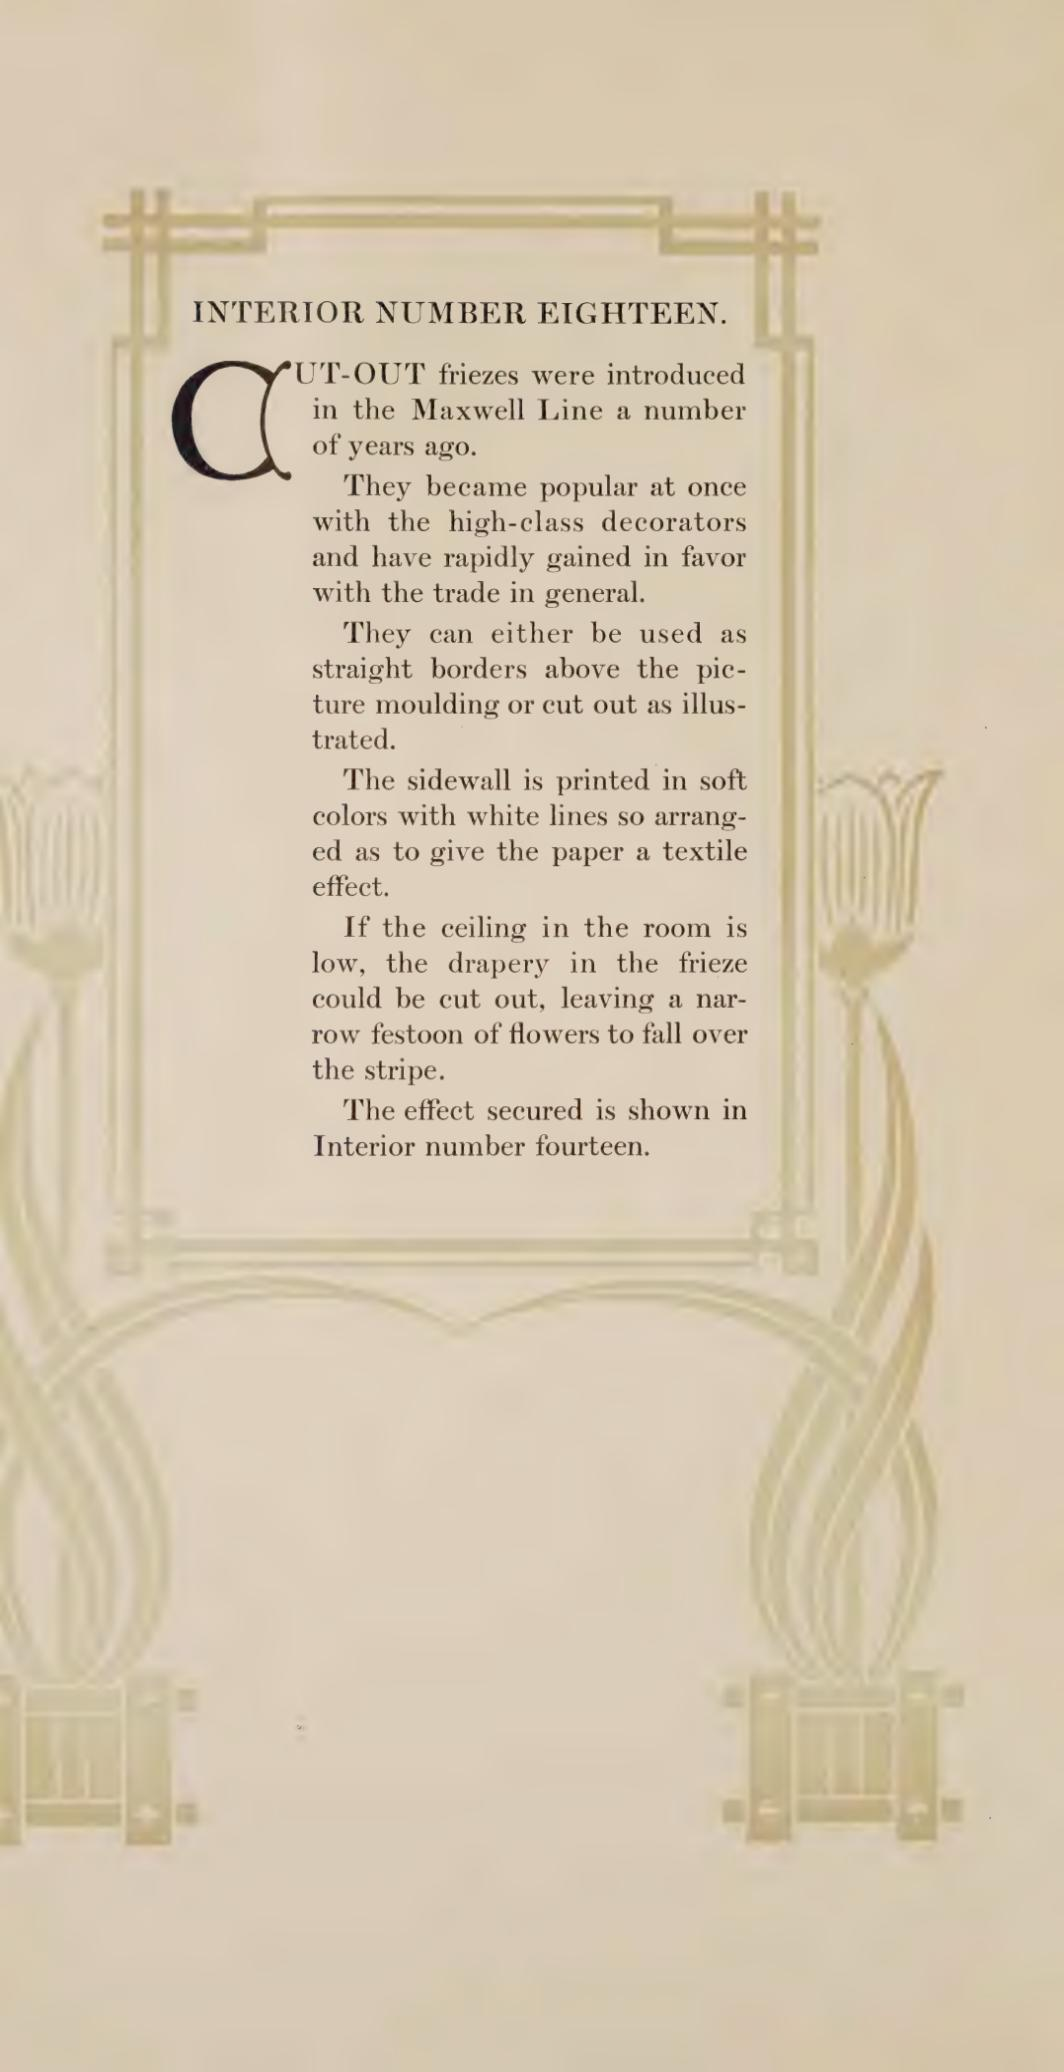 INTERIOR NUMBER EIGHTEEN.
CUT-OUT friezes were introduced
in the Maxwell Line a number
of years ago.
They became popular at once
with the high-class decorators
and have rapidly gained in favor
with the trade in general.
They can either be used as
straight borders above the pic-
ture moulding or cut out as illus-
trated.
The sidewall is printed in soft
colors with white lines so arrang-
ed as to give the paper a textile
effect.
If the ceiling in the room is
low, the drapery in the frieze
could be cut out, leaving a nar-
row festoon of flowers to fall over
the stripe.
The effect secured is shown in
Interior number fourteen.